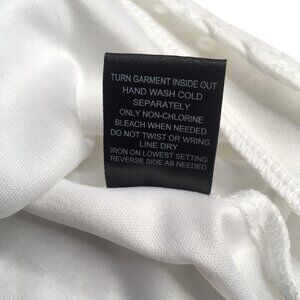 TURN GARMENT INSIDE OUT
HAND WASH COLD
SEPARATELY
ONLY NON-CHLORINE
BLEACH WHEN NEEDED
DO NOT TWIST OR WRING
LINE DRY
IRON ON LOWEST SETTING
REVERSE SIDE AS NEEDED